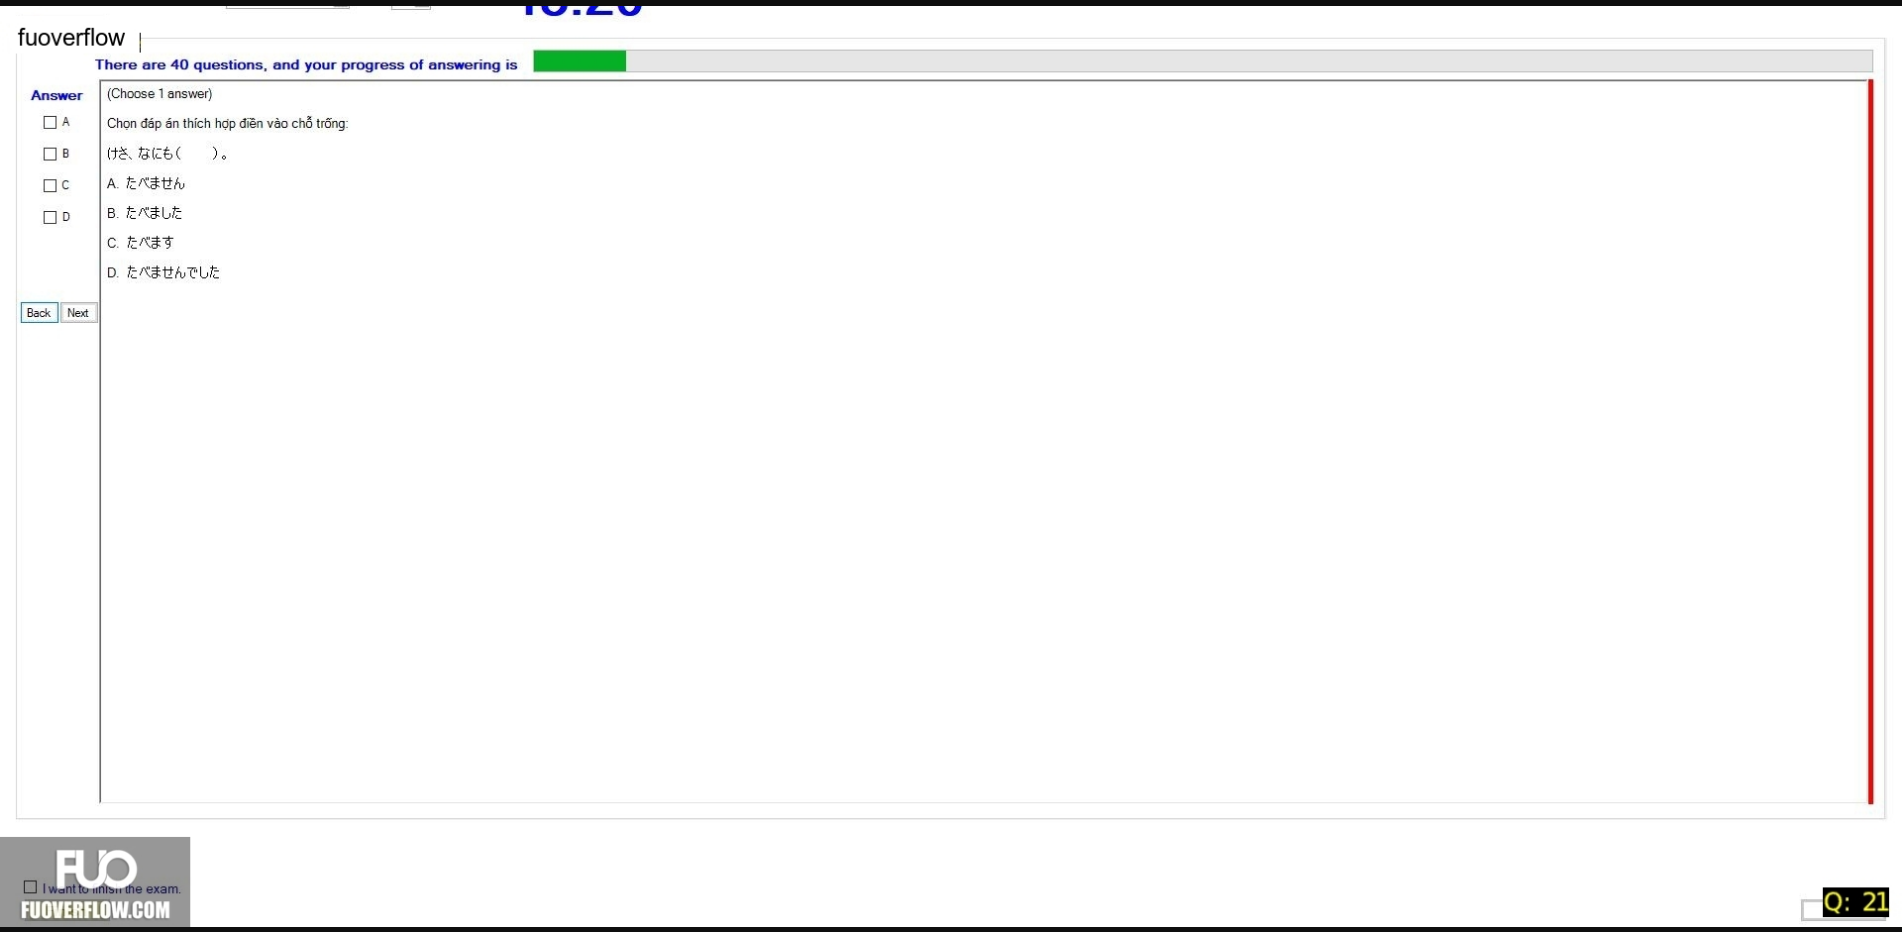 fuoverflow
There are 40 questions, and your progress of answering is
Answer
(Choose 1 answer)
A
Chọn đáp án thích hợp điền vào chỗ trống:
B
けさ、なにも(　　)。
C
A. たべません
D
B. たべました
C. たべます
D. たべませんでした
Back Next
FUO
I want to finish the exam.
FUOVERFLOW.COM
Q: 21